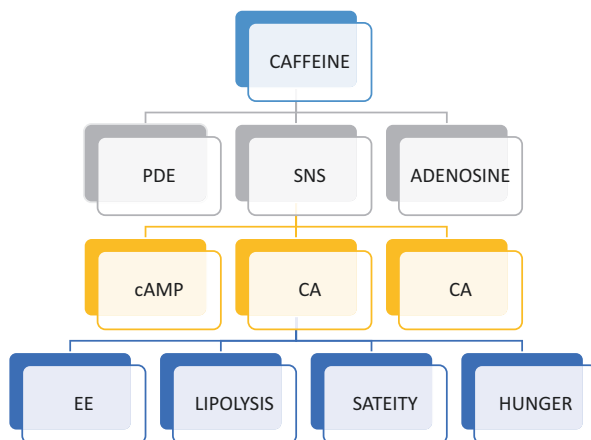 CAFFEINE
PDE
SNS
ADENOSINE
cAMP
CA
CA
EE
LIPOLYSIS
SATEITY
HUNGER